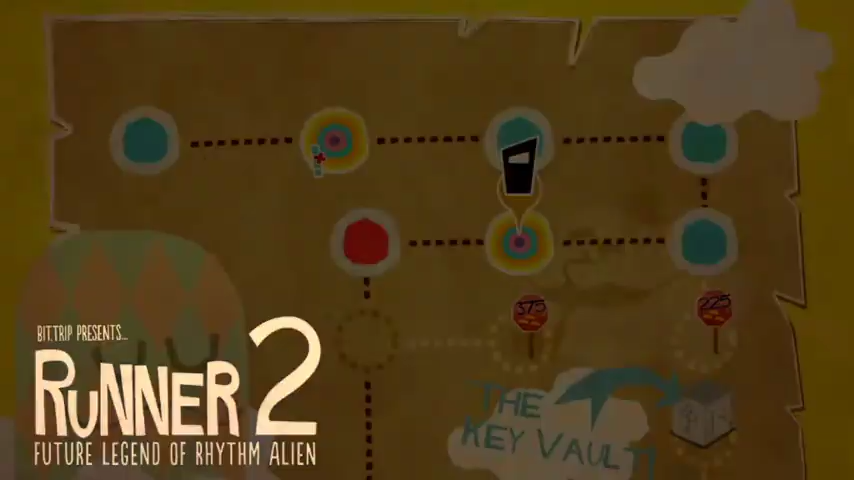 375
225
BIT.TRIP PRESENTS...
RUNNER 2
FUTURE LEGEND OF RHYTHM ALIEN
THE
KEY VAULT!